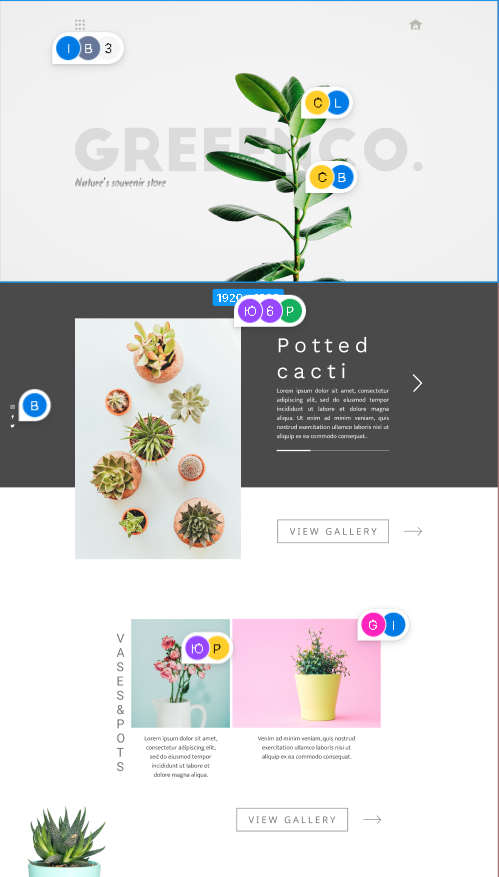 I B 3
C L
GREENCO.
Nature's souvenir store
C B
1920
Ю 6 P
Potted
cacti
Lorem ipsum dolor sit amet, consectetur
adipiscing elit, sed do eiusmod tempor
incididunt ut labore et dolore magna
aliqua. Ut enim ad minim veniam, quis
nostrud exercitation ullamco laboris nisi ut
aliquip ex ea commodo consequat..
B
VIEW GALLERY
G I
VASES&POTS
Ю P
Lorem ipsum dolor sit amet,
consectetur adipiscing elit,
sed do eiusmod tempor
incididunt ut labore et
dolore magna aliqua.
Venim ad minim veniam,quis nostrud
exercitation ullamco laboris nisi ut
aliquip ex ea commodo consequat.
VIEW GALLERY